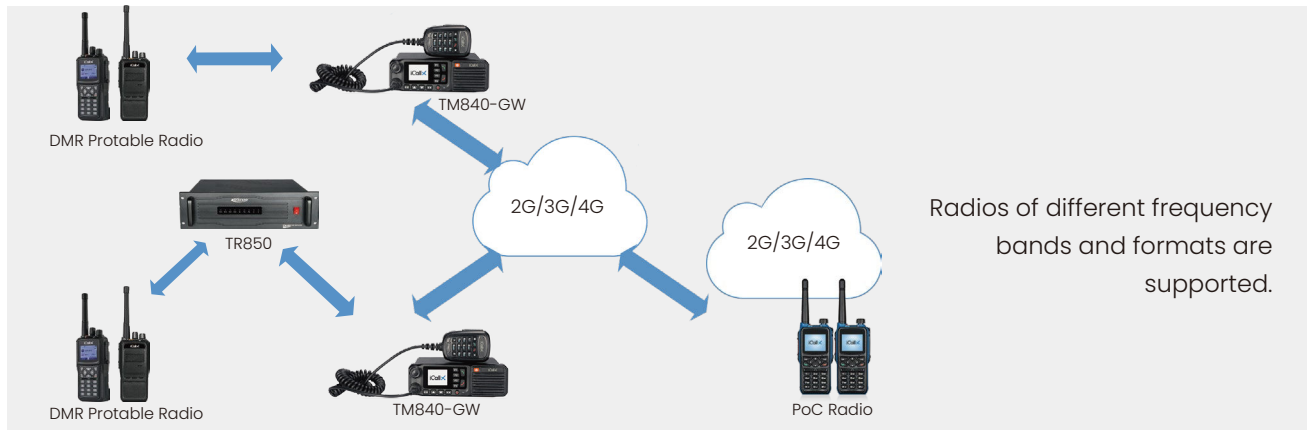 TM840-GW
DMR Protable Radio
2G/3G/4G
TR850
2G/3G/4G
Radios of different frequency
bands and formats are
supported.
DMR Protable Radio
iCallx
TM840-GW
PoC Radio